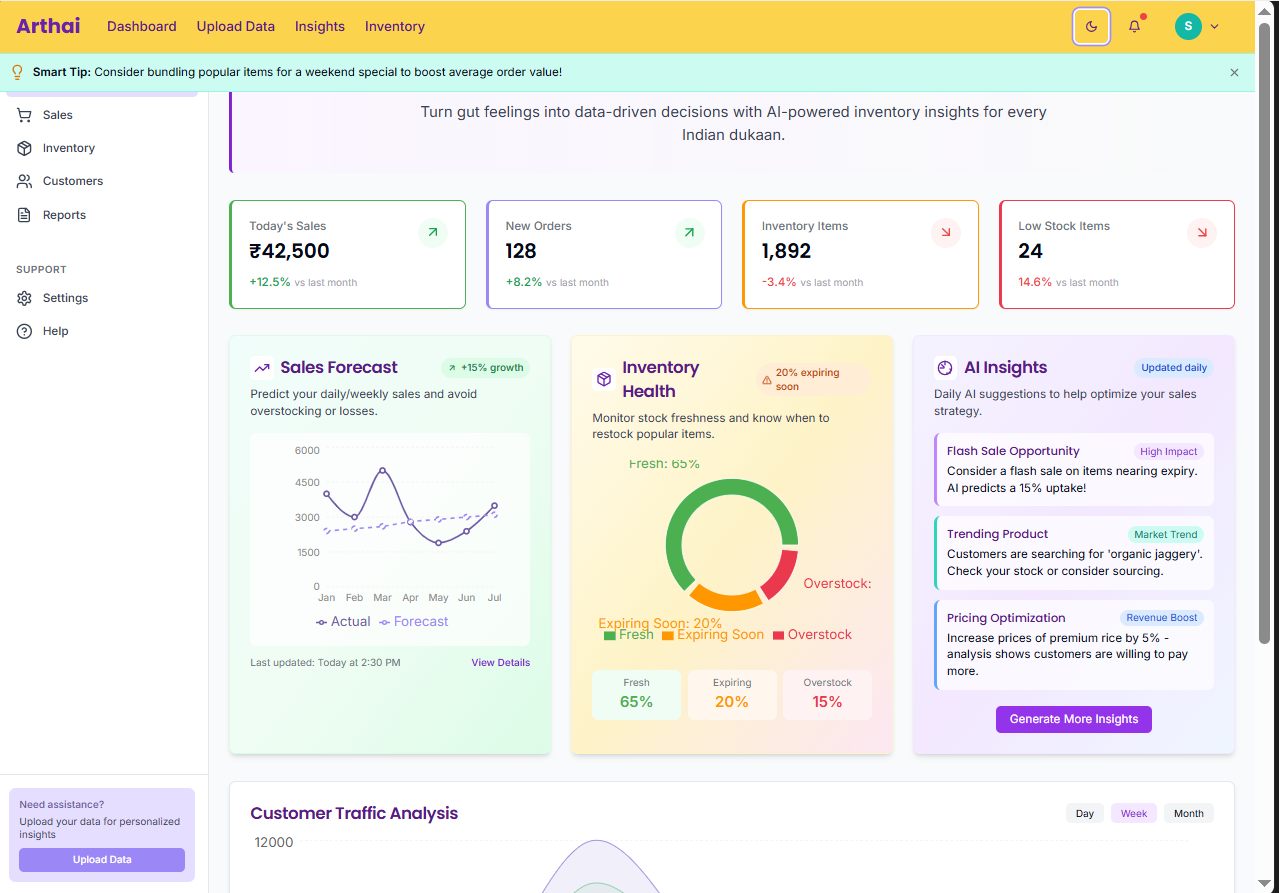 Arthai
Dashboard
Upload Data
Insights
Inventory
S
Smart Tip: Consider bundling popular items for a weekend special to boost average order value!
Sales
Inventory
Customers
Reports
SUPPORT
Settings
Help
Need assistance?
Upload your data for personalized
insights
Upload Data
Turn gut feelings into data-driven decisions with AI-powered inventory insights for every
Indian dukaan.
Today's Sales
₹42,500
+12.5% vs last month
New Orders
128
+8.2% vs last month
Inventory Items
1,892
-3.4% vs last month
Low Stock Items
24
14.6% vs last month
Sales Forecast
+15% growth
Predict your daily/weekly sales and avoid
overstocking or losses.
6000
4500
3000
1500
0
Jan Feb Mar Apr May Jun Jul
Actual Forecast
Last updated: Today at 2:30 PM
View Details
Inventory
Health
20% expiring
soon
Monitor stock freshness and know when to
restock popular items.
Fresh: 65%
Overstock:
Expiring Soon: 20%
Fresh Expiring Soon Overstock
Fresh
65%
Expiring
20%
Overstock
15%
AI Insights
Updated daily
Daily AI suggestions to help optimize your sales
strategy.
Flash Sale Opportunity
High Impact
Consider a flash sale on items nearing expiry.
AI predicts a 15% uptake!
Trending Product
Market Trend
Customers are searching for 'organic jaggery'.
Check your stock or consider sourcing.
Pricing Optimization
Revenue Boost
Increase prices of premium rice by 5% -
analysis shows customers are willing to pay
more.
Generate More Insights
Customer Traffic Analysis
Day
Week
Month
12000